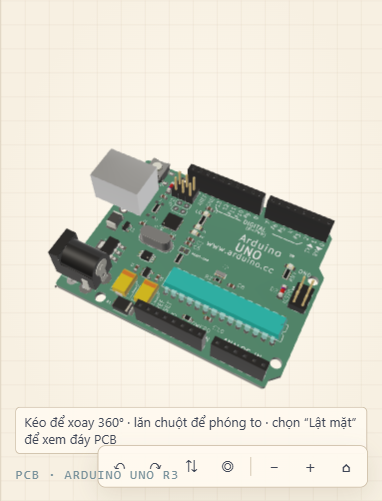 DIGITAL
Arduino
UNO
www.arduino.cc
Kéo để xoay 360° · lăn chuột để phóng to · chọn “Lật mặt”
để xem đáy PCB
PCB · ARDUINO UNO R3